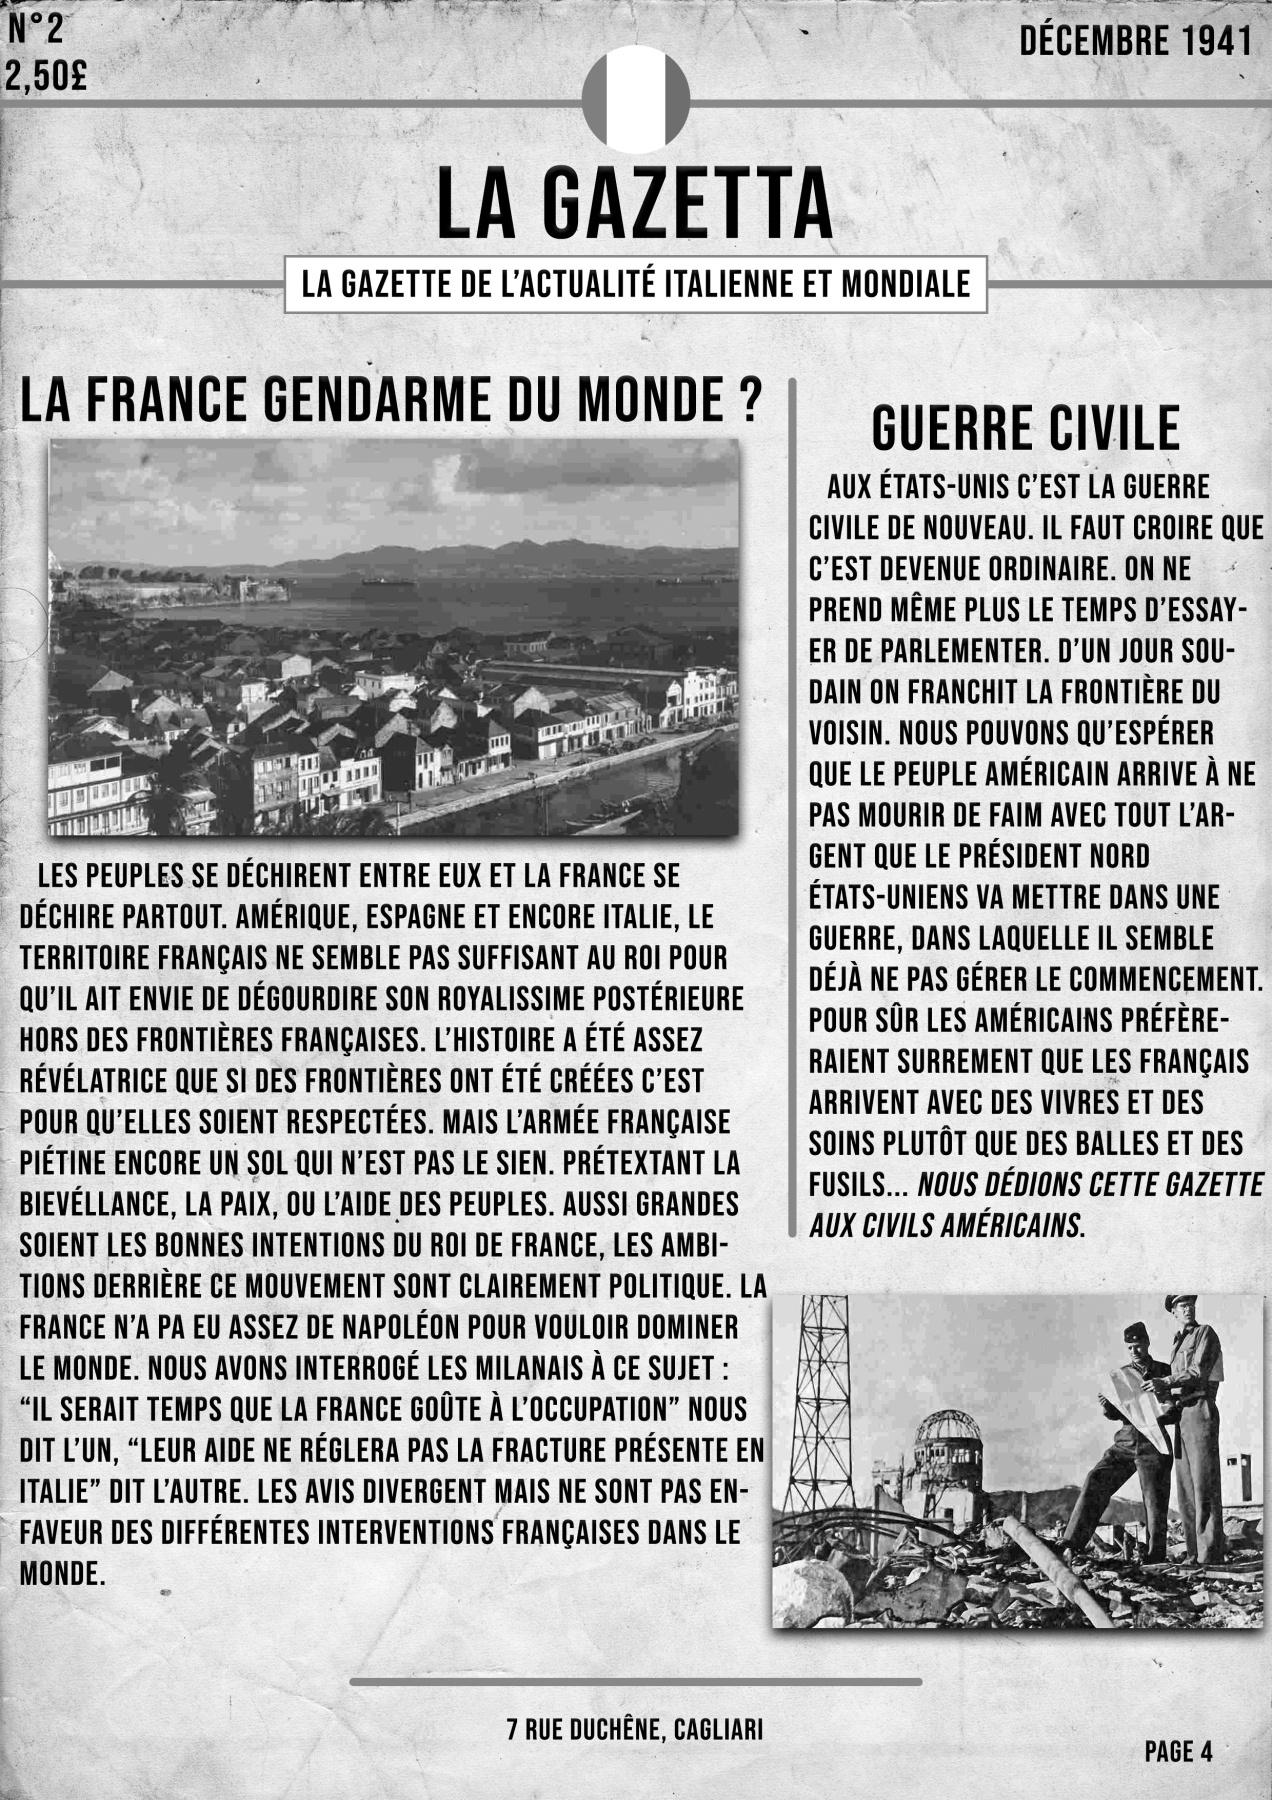 N°2
2,50£
DÉCEMBRE 1941
LA GAZETTA
LA GAZETTE DE L'ACTUALITÉ ITALIENNE ET MONDIALE
LA FRANCE GENDARME DU MONDE ?
LES PEUPLES SE DÉCHIRENT ENTRE EUX ET LA FRANCE SE
DÉCHIRE PARTOUT. AMÉRIQUE, ESPAGNE ET ENCORE ITALIE, LE
TERRITOIRE FRANÇAIS NE SEMBLE PAS SUFFISANT AU ROI POUR
QU'IL AIT ENVIE DE DÉGOURDIRE SON ROYALISSIME POSTÉRIEURE
HORS DES FRONTIÈRES FRANÇAISES. L'HISTOIRE A ÉTÉ ASSEZ
RÉVÉLATRICE QUE SI DES FRONTIÈRES ONT ÉTÉ CRÉÉES C'EST
POUR QU'ELLES SOIENT RESPECTÉES. MAIS L'ARMÉE FRANÇAISE
PIÉTINE ENCORE UN SOL QUI N'EST PAS LE SIEN. PRÉTEXTANT LA
BIEVÉLLANCE, LA PAIX, OU L'AIDE DES PEUPLES. AUSSI GRANDES
SOIENT LES BONNES INTENTIONS DU ROI DE FRANCE, LES AMBI-
TIONS DERRIÈRE CE MOUVEMENT SONT CLAIREMENT POLITIQUE. LA
FRANCE N'A PA EU ASSEZ DE NAPOLÉON POUR VOULOIR DOMINER
LE MONDE. NOUS AVONS INTERROGÉ LES MILANAIS À CE SUJET :
“IL SERAIT TEMPS QUE LA FRANCE GOÛTE À L'OCCUPATION” NOUS
DIT L'UN, “LEUR AIDE NE RÉGLERA PAS LA FRACTURE PRÉSENTE EN
ITALIE” DIT L'AUTRE. LES AVIS DIVERGENT MAIS NE SONT PAS EN-
FAVEUR DES DIFFÉRENTES INTERVENTIONS FRANÇAISES DANS LE
MONDE.
GUERRE CIVILE
AUX ÉTATS-UNIS C'EST LA GUERRE
CIVILE DE NOUVEAU. IL FAUT CROIRE QUE
C'EST DEVENUE ORDINAIRE. ON NE
PREND MÊME PLUS LE TEMPS D'ESSAY-
ER DE PARLEMENTER. D'UN JOUR SOU-
DAIN ON FRANCHIT LA FRONTIÈRE DU
VOISIN. NOUS POUVONS QU'ESPÉRER
QUE LE PEUPLE AMÉRICAIN ARRIVE À NE
PAS MOURIR DE FAIM AVEC TOUT L'AR-
GENT QUE LE PRÉSIDENT NORD
ÉTATS-UNIENS VA METTRE DANS UNE
GUERRE, DANS LAQUELLE IL SEMBLE
DÉJÀ NE PAS GÉRER LE COMMENCEMENT.
POUR SÛR LES AMÉRICAINS PRÉFÈRE-
RAIENT SURREMENT QUE LES FRANÇAIS
ARRIVENT AVEC DES VIVRES ET DES
SOINS PLUTÔT QUE DES BALLES ET DES
FUSILS... NOUS DÉDIONS CETTE GAZETTE
AUX CIVILS AMÉRICAINS.
7 RUE DUCHÊNE, CAGLIARI
PAGE 4